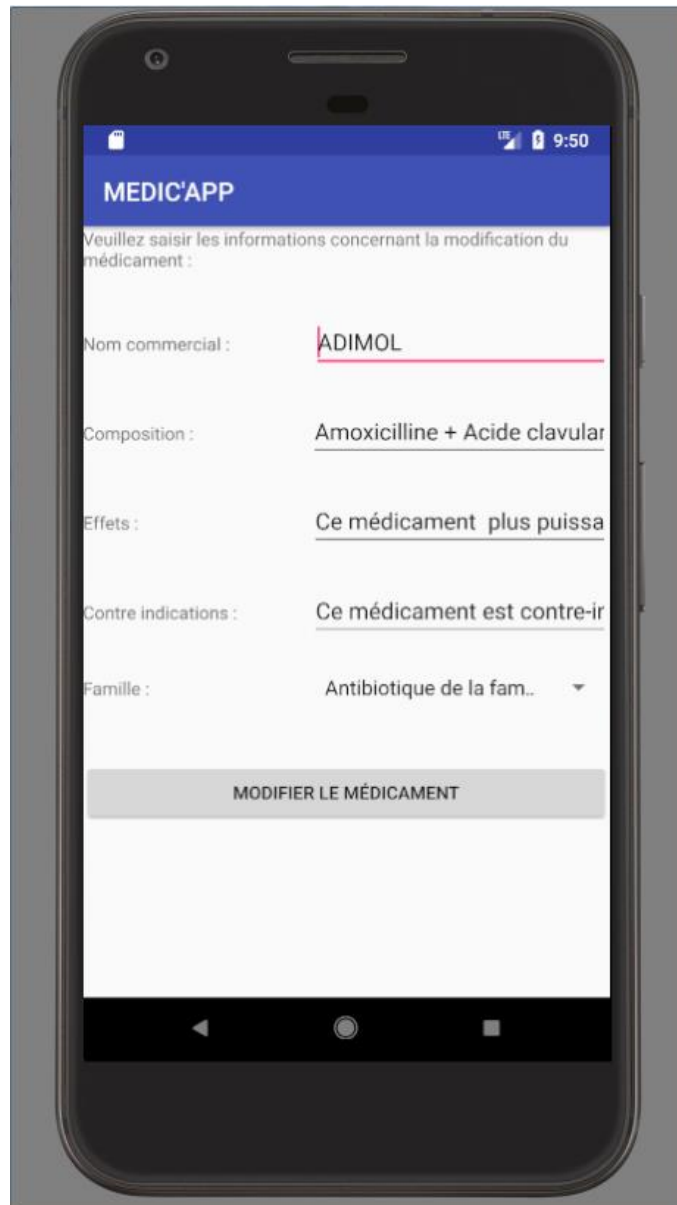 LTE 9:50
MEDIC'APP
Veuillez saisir les informations concernant la modification du
médicament :
Nom commercial : ADIMOL
Composition : Amoxicilline + Acide clavular
Effets : Ce médicament  plus puissa
Contre indications : Ce médicament est contre-ir
Famille : Antibiotique de la fam..
MODIFIER LE MÉDICAMENT